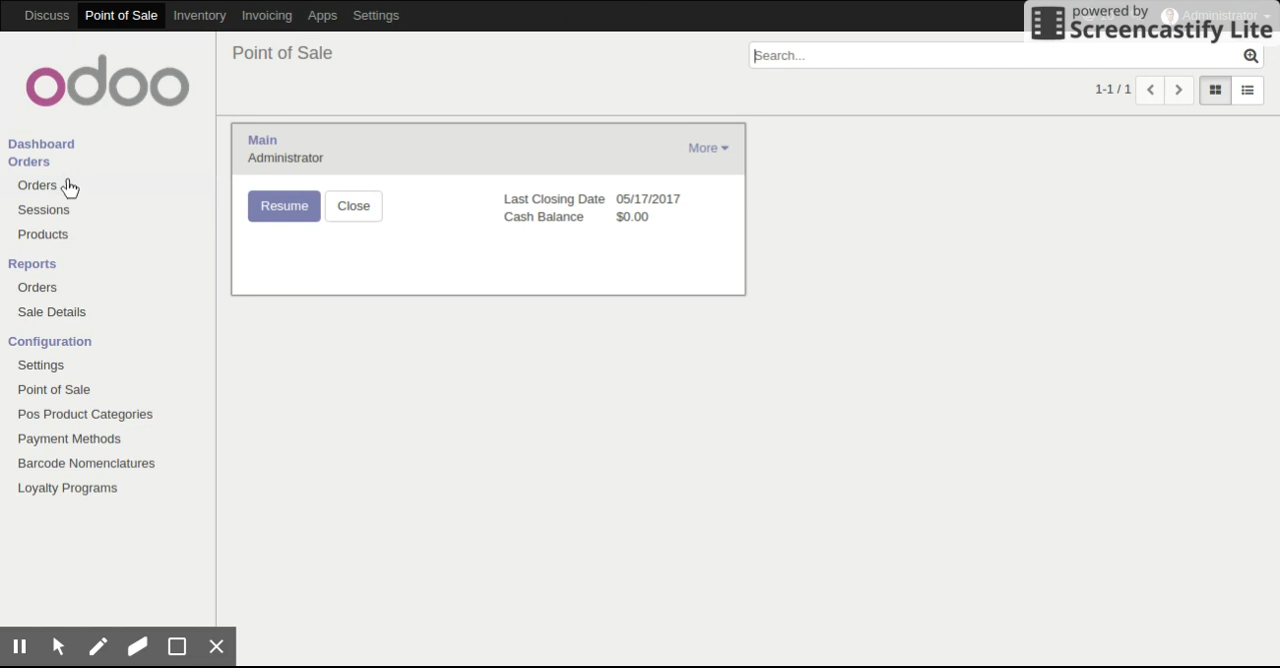 Discuss Point of Sale Inventory Invoicing Apps Settings
powered by
Screencastify Lite
Administrator
odoo
Point of Sale
Search...
1-1 / 1
Dashboard
Orders
Orders
Sessions
Products
Reports
Orders
Sale Details
Configuration
Settings
Point of Sale
Pos Product Categories
Payment Methods
Barcode Nomenclatures
Loyalty Programs
Main
Administrator
More
Resume Close
Last Closing Date 05/17/2017
Cash Balance $0.00